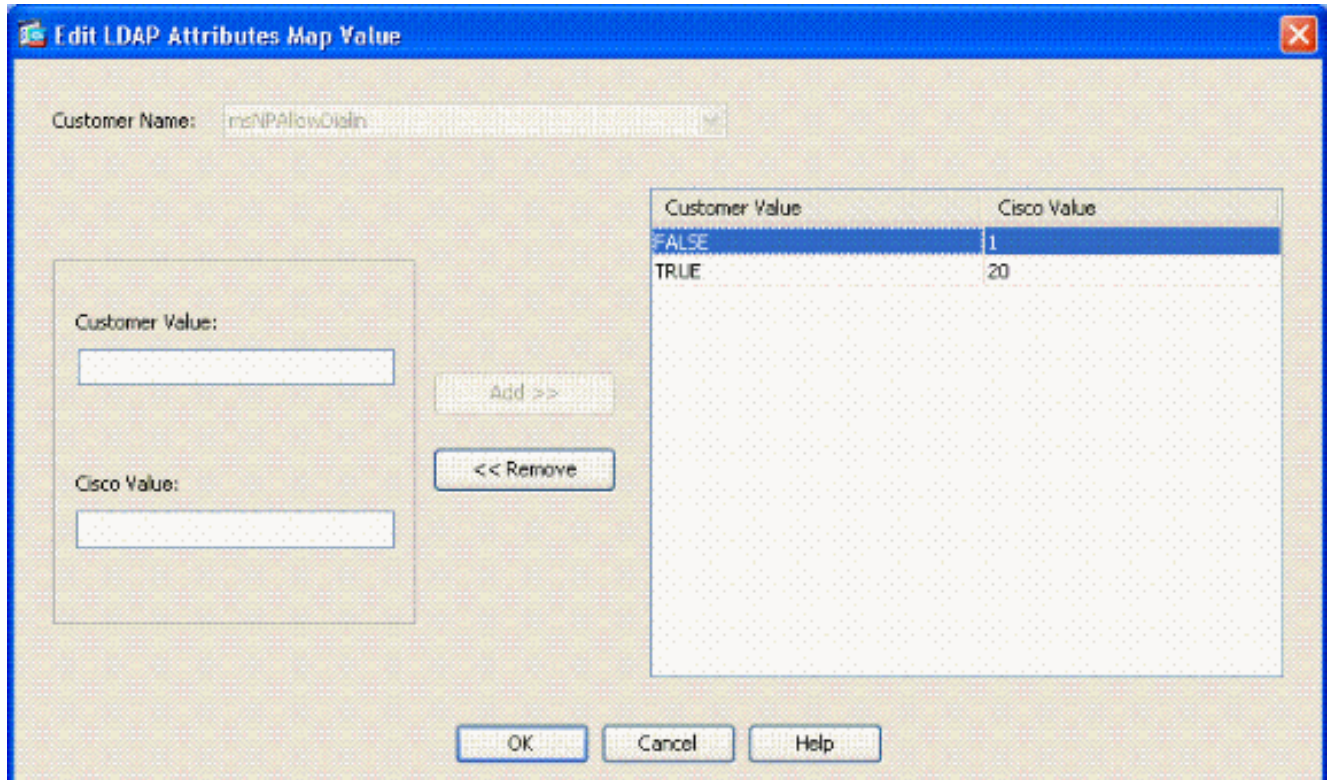 Edit LDAP Attributes Map Value
Customer Name: msNPAllowDialin
Customer Value Cisco Value
FALSE 1
TRUE 20
Customer Value:
Add >>
<< Remove
Cisco Value:
OK Cancel Help